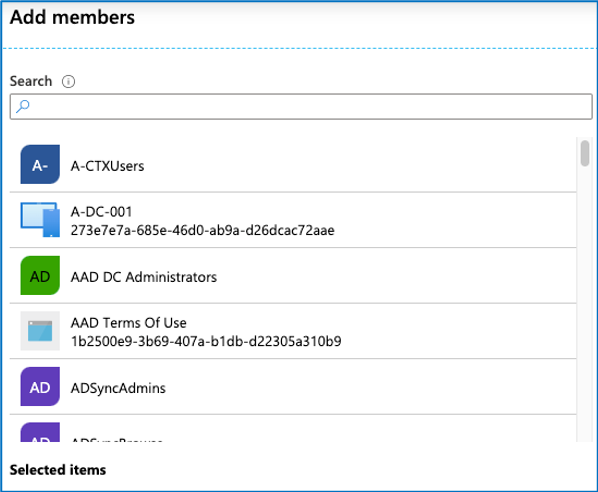 Add members
Search
A-
A-CTXUsers
A-DC-001
273e7e7a-685e-46d0-ab9a-d26dcac72aae
AD
AAD DC Administrators
AAD Terms Of Use
1b2500e9-3b69-407a-b1db-d22305a310b9
AD
ADSyncAdmins
AD
Selected items